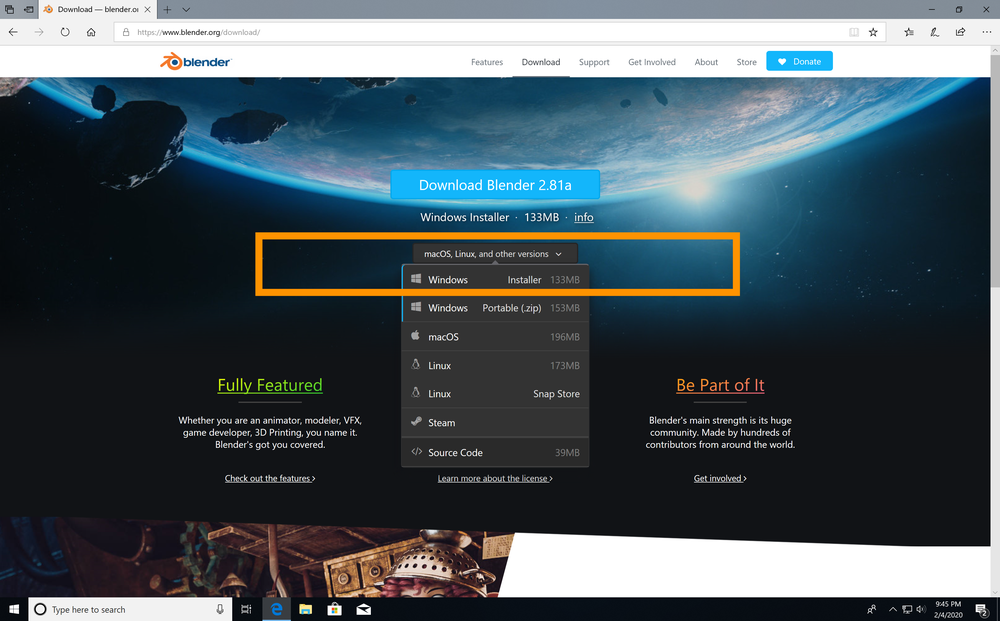 Download — blender.or
https://www.blender.org/download/
blender
Features Download Support Get Involved About Store Donate
Download Blender 2.81a
Windows Installer · 133MB · info
macOS, Linux, and other versions
Windows Installer 133MB
Windows Portable (.zip) 153MB
macOS 196MB
Linux 173MB
Linux Snap Store
Steam
Source Code 39MB
Fully Featured
Whether you are an animator, modeler, VFX,
game developer, 3D Printing, you name it.
Blender's got you covered.
Check out the features ›
Learn more about the license ›
Be Part of It
Blender's main strength is its huge
community. Made by hundreds of
contributors from around the world.
Get involved ›
Type here to search
9:45 PM
2/4/2020
2